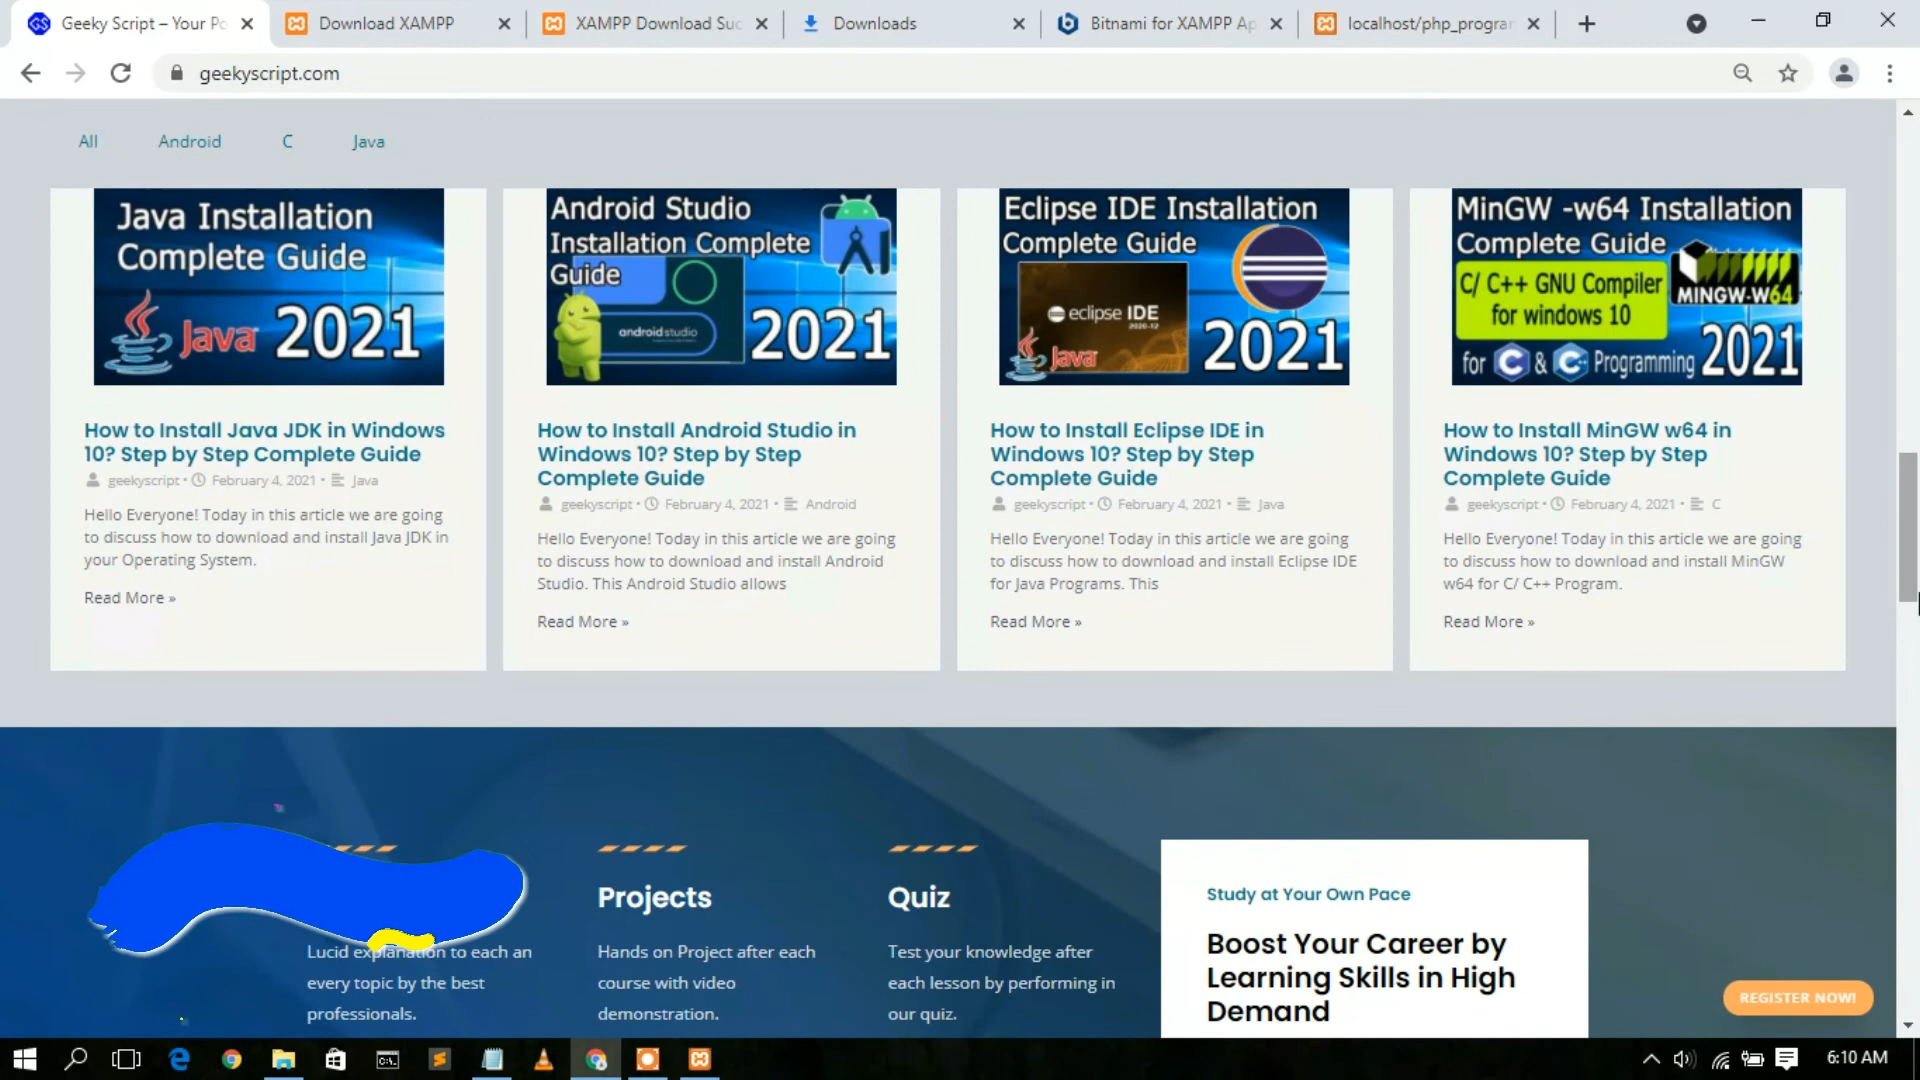 Geeky Script – Your Po
Download XAMPP
XAMPP Download Suc
Downloads
Bitnami for XAMPP Ap
localhost/php_program
geekyscript.com
All
Android
C
Java
Java Installation
Complete Guide
Java 2021
Android Studio
Installation Complete
Guide
androidstudio
2021
Eclipse IDE Installation
Complete Guide
eclipse IDE
2020-12
Java
2021
MinGW -w64 Installation
Complete Guide
C/ C++ GNU Compiler
for windows 10
MINGW-W64
for C & C++ Programming 2021
How to Install Java JDK in Windows
10? Step by Step Complete Guide
geekyscript • February 4, 2021 • Java
Hello Everyone! Today in this article we are going
to discuss how to download and install Java JDK in
your Operating System.
Read More »
How to Install Android Studio in
Windows 10? Step by Step
Complete Guide
geekyscript • February 4, 2021 • Android
Hello Everyone! Today in this article we are going
to discuss how to download and install Android
Studio. This Android Studio allows
Read More »
How to Install Eclipse IDE in
Windows 10? Step by Step
Complete Guide
geekyscript • February 4, 2021 • Java
Hello Everyone! Today in this article we are going
to discuss how to download and install Eclipse IDE
for Java Programs. This
Read More »
How to Install MinGW w64 in
Windows 10? Step by Step
Complete Guide
geekyscript • February 4, 2021 • C
Hello Everyone! Today in this article we are going
to discuss how to download and install MinGW
w64 for C/ C++ Program.
Read More »
Lucid explanation to each an
every topic by the best
professionals.
Projects
Hands on Project after each
course with video
demonstration.
Quiz
Test your knowledge after
each lesson by performing in
our quiz.
Study at Your Own Pace
Boost Your Career by
Learning Skills in High
Demand
REGISTER NOW!
6:10 AM